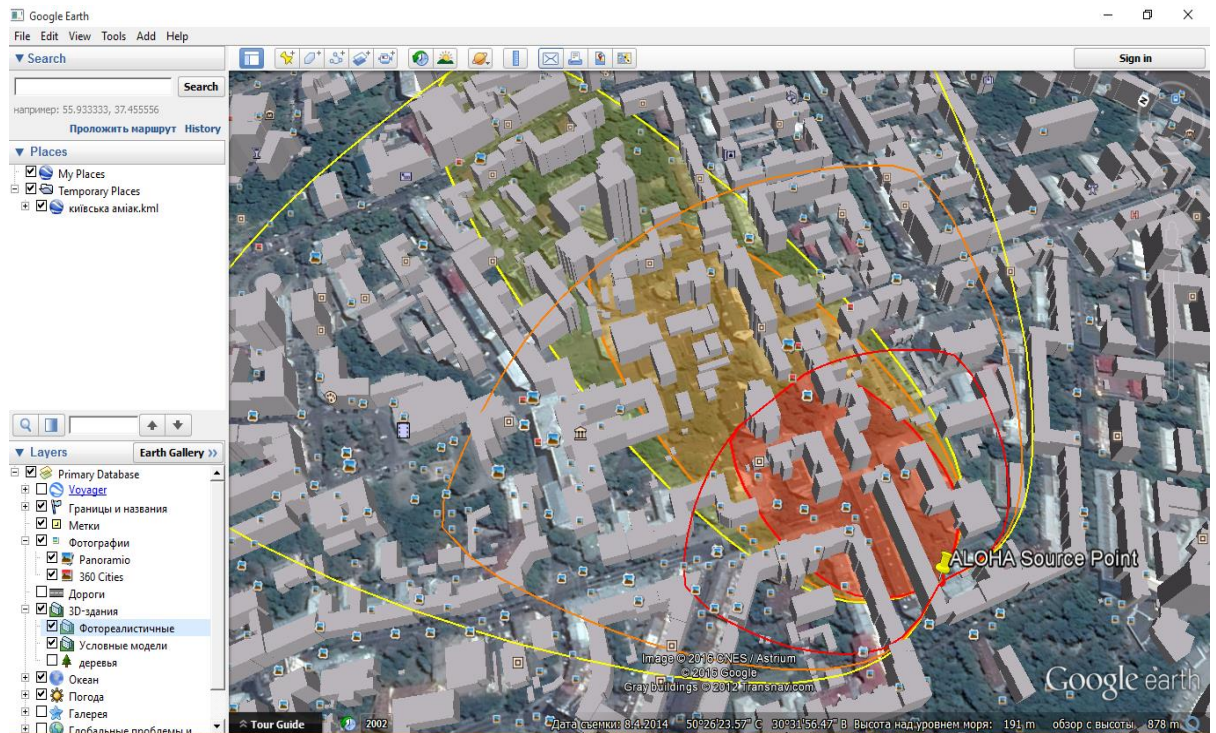 Google Earth
File Edit View Tools Add Help
Search
Search
например: 55.933333, 37.455556
Проложить маршрут History
Places
My Places
Temporary Places
київська аміак.kml
Layers
Earth Gallery »
Primary Database
Voyager
Границы и названия
Метки
Фотографии
Panoramio
360 Cities
Дороги
3D-здания
Фотореалистичные
Условные модели
деревья
Океан
Погода
Галерея
Глобальные проблемы и
Sign in
N
ALOHA Source Point
Image © 2016 CNES / Astrium
© 2016 Google
Gray buildings © 2012 Transnavicom
Google earth
Tour Guide
2002
Дата съемки: 8.4.2014 50°26'23.57" С 30°31'56.47" В Высота над уровнем моря: 191 m обзор с высоты 878 m